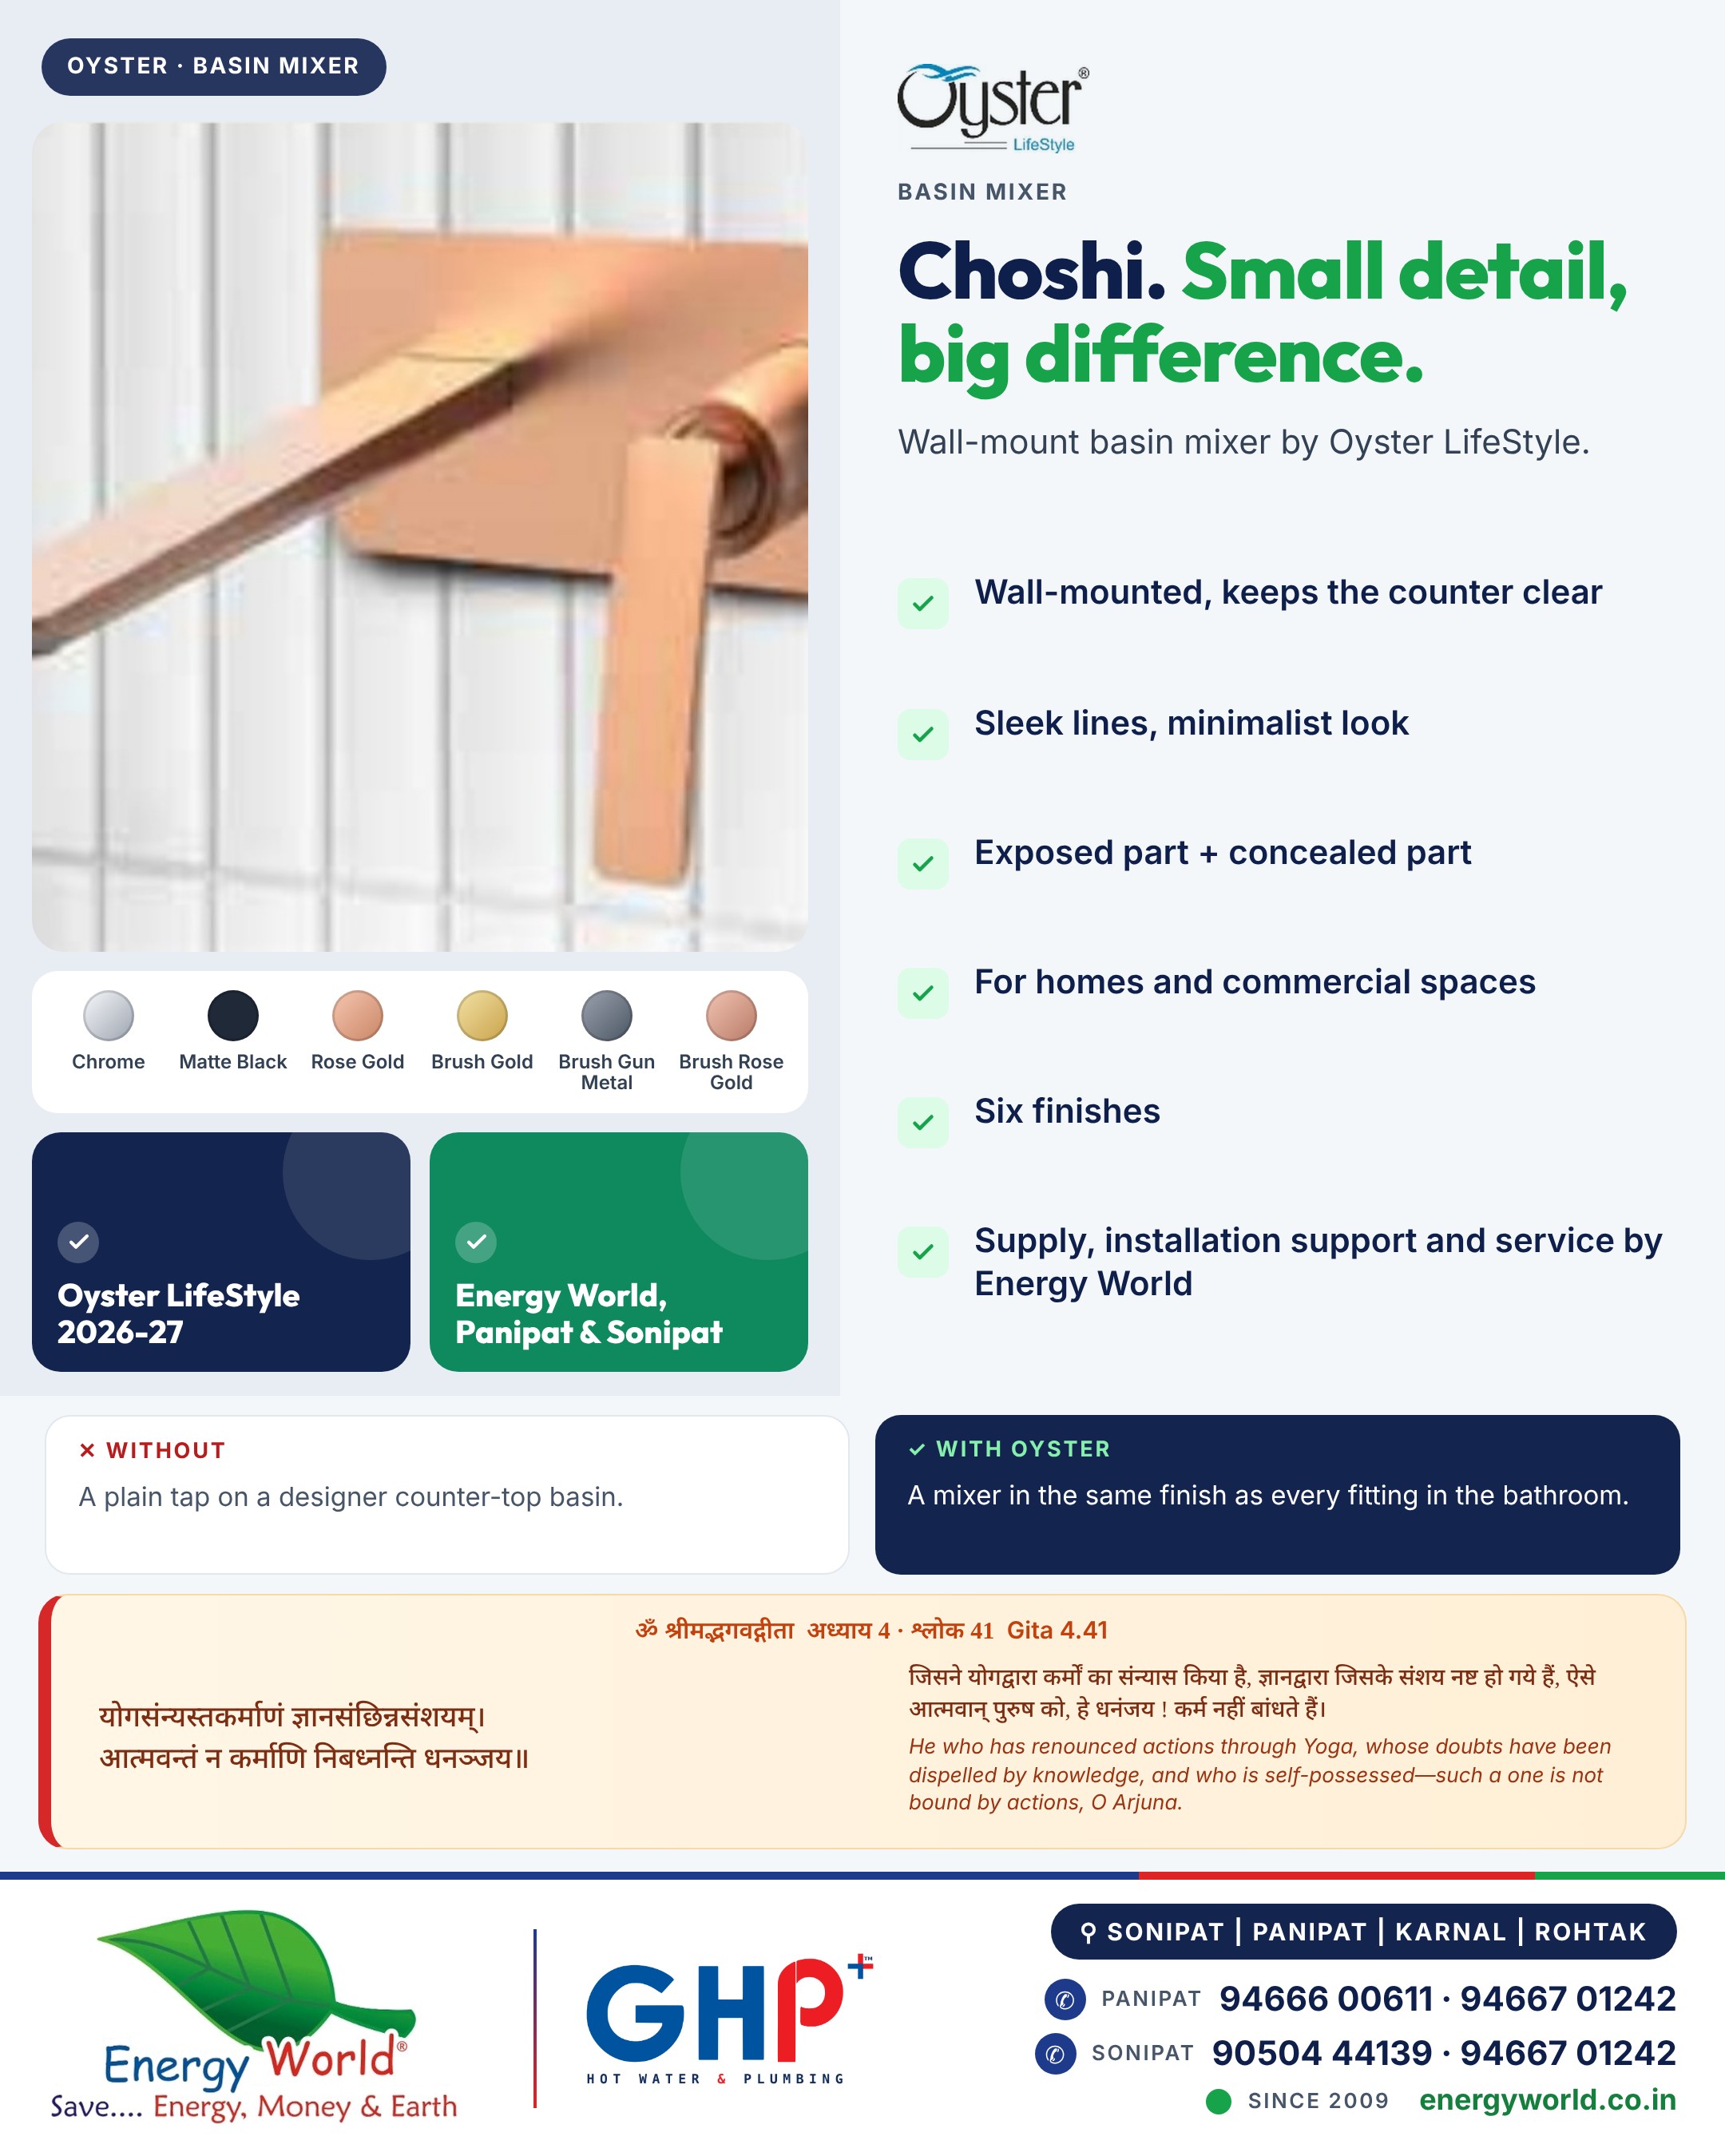 OYSTER · BASIN MIXER
Oyster®
LifeStyle
BASIN MIXER
Choshi. Small detail,
big difference.
Wall-mount basin mixer by Oyster LifeStyle.
Wall-mounted, keeps the counter clear
Sleek lines, minimalist look
Exposed part + concealed part
For homes and commercial spaces
Six finishes
Supply, installation support and service by
Energy World
Chrome
Matte Black
Rose Gold
Brush Gold
Brush Gun
Metal
Brush Rose
Gold
Oyster LifeStyle
2026-27
Energy World,
Panipat & Sonipat
✕ WITHOUT
A plain tap on a designer counter-top basin.
✓ WITH OYSTER
A mixer in the same finish as every fitting in the bathroom.
ॐ श्रीमद्भगवद्गीता अध्याय 4 · श्लोक 41 Gita 4.41
योगसंन्यस्तकर्माणं ज्ञानसंछिन्नसंशयम्।
आत्मवन्तं न कर्माणि निबध्नन्ति धनञ्जय॥
जिसने योगद्वारा कर्मों का संन्यास किया है, ज्ञानद्वारा जिसके संशय नष्ट हो गये हैं, ऐसे
आत्मवान् पुरुष को, हे धनंजय ! कर्म नहीं बांधते हैं।
He who has renounced actions through Yoga, whose doubts have been
dispelled by knowledge, and who is self-possessed—such a one is not
bound by actions, O Arjuna.
Energy World®
Save.... Energy, Money & Earth
GHP+™
HOT WATER & PLUMBING
SONIPAT | PANIPAT | KARNAL | ROHTAK
PANIPAT 94666 00611 · 94667 01242
SONIPAT 90504 44139 · 94667 01242
SINCE 2009 energyworld.co.in